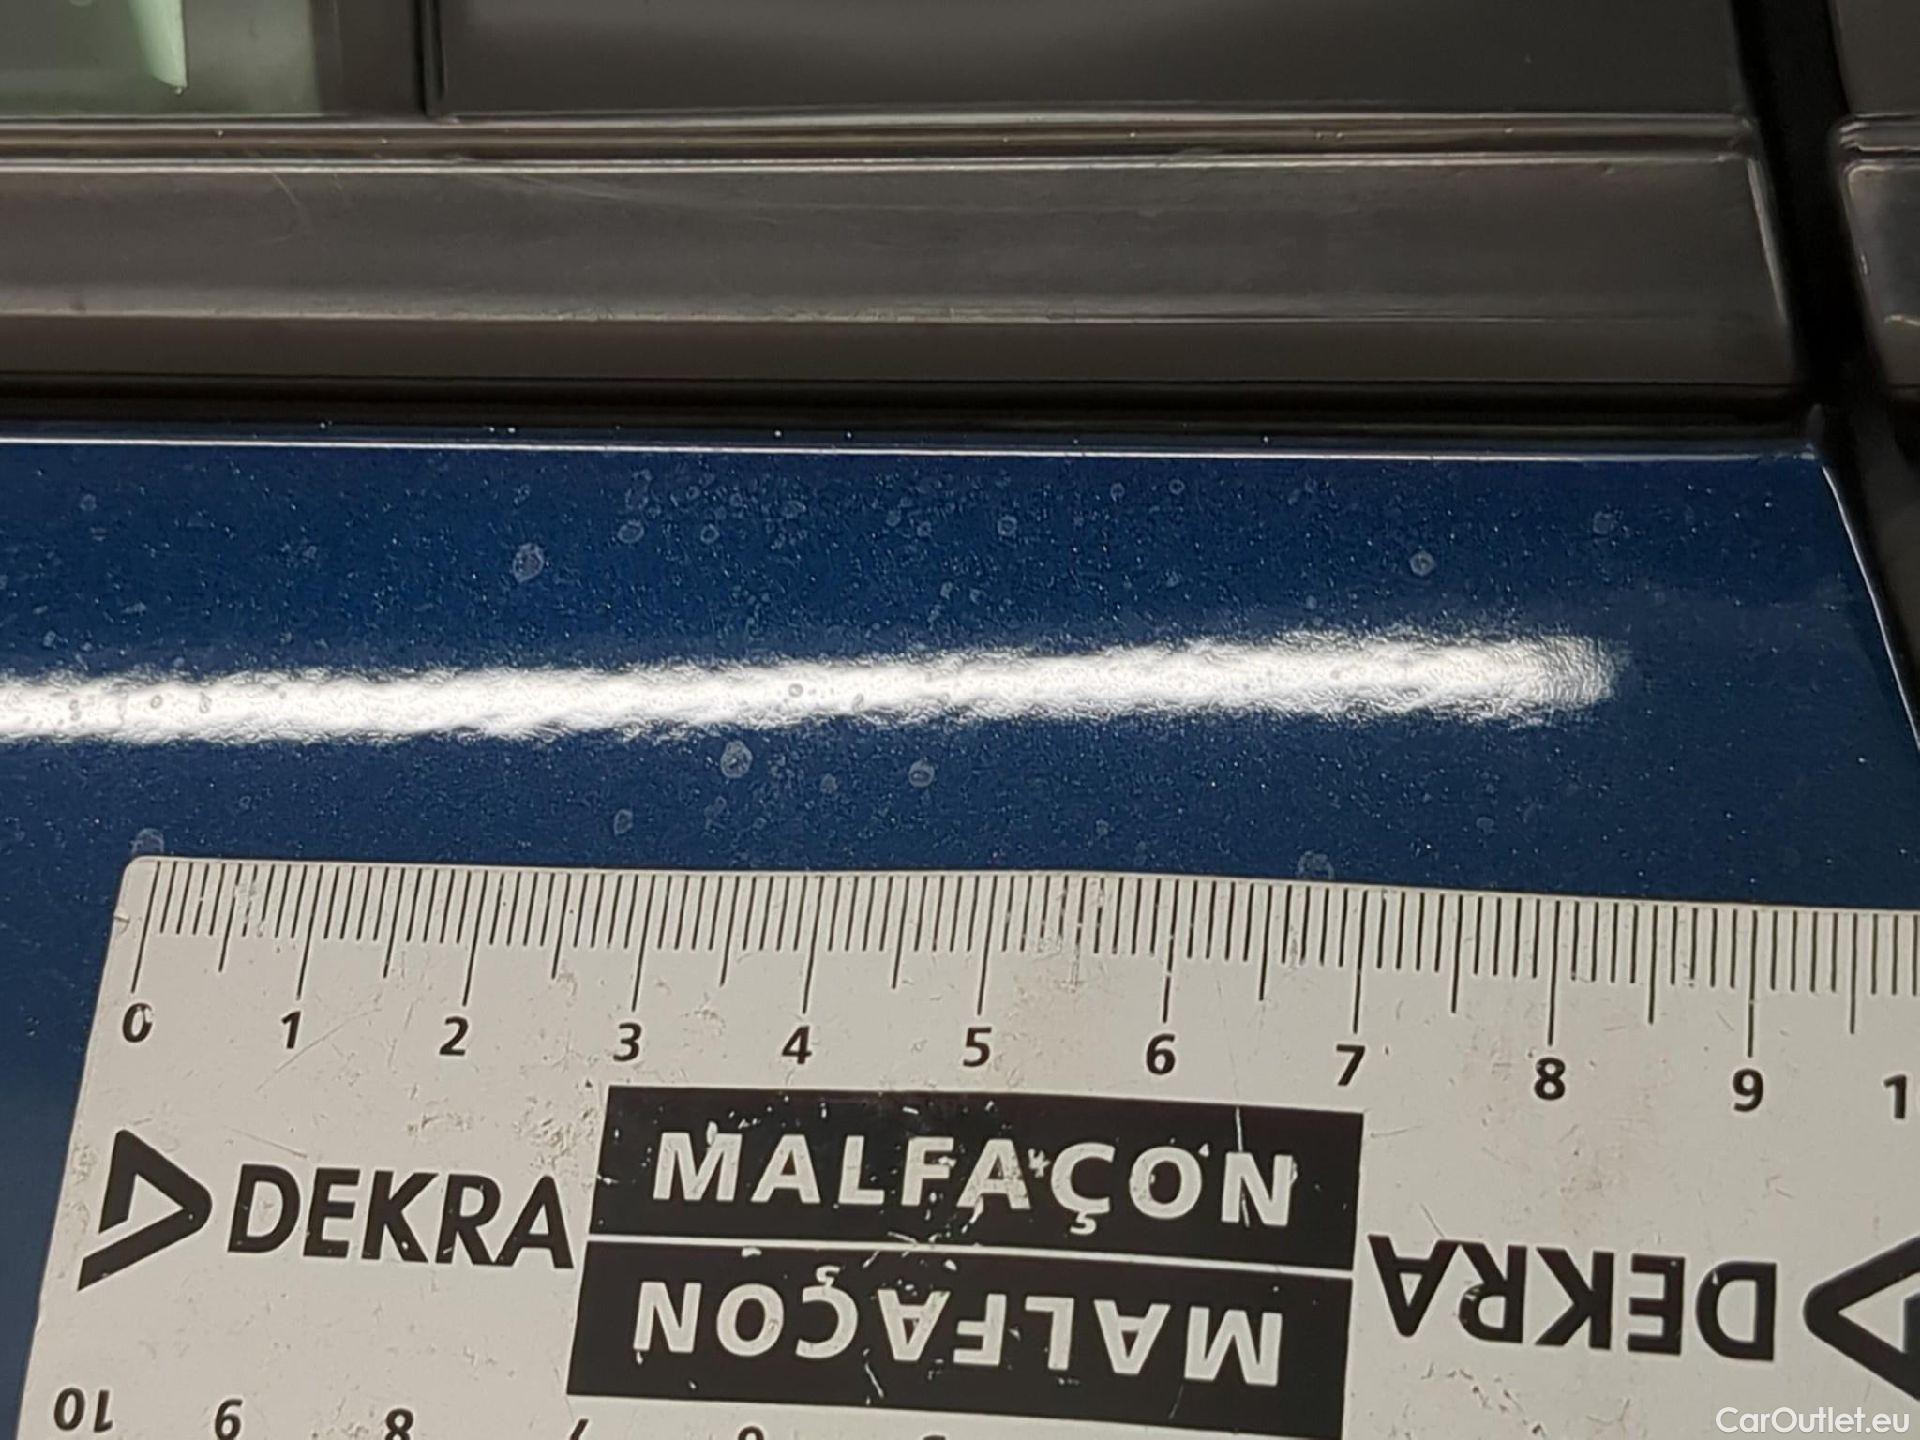 0 1 2 3 4 5 6 7 8 9 1
DEKRA MALFAÇON DEKRA
MALFAÇON
10 9 8 7
CarOutlet.eu